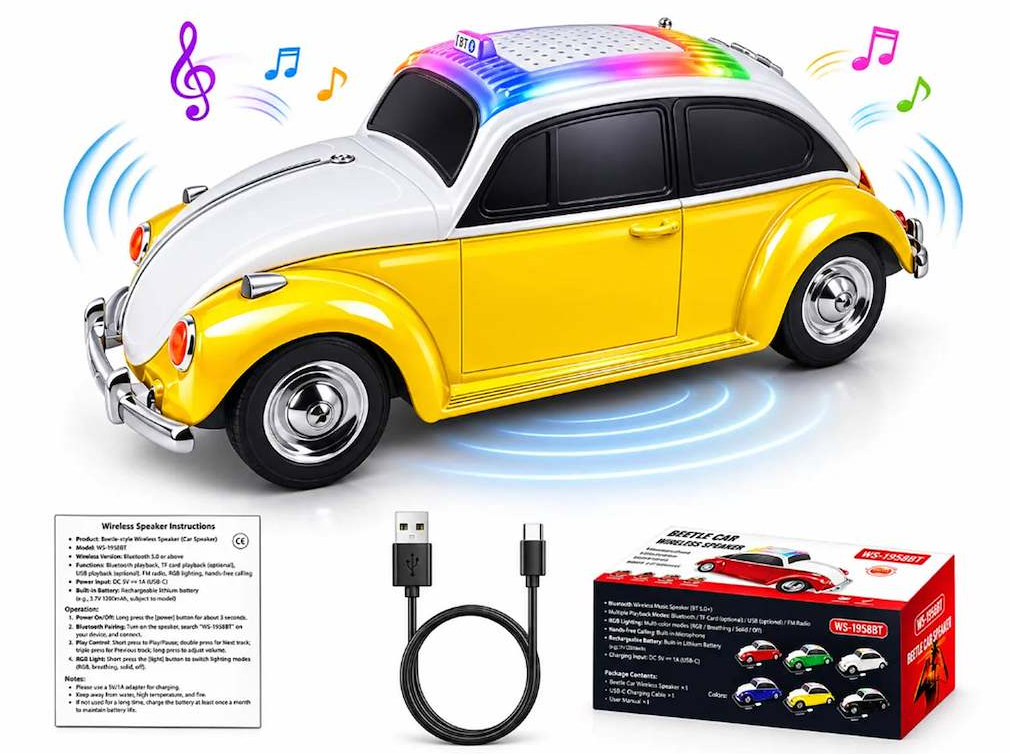 BT
Wireless Speaker Instructions
CE
• Product: Beetle-style Wireless Speaker (Car Speaker)
• Model: WS-1958BT
• Wireless Version: Bluetooth 5.0 or above
• Functions: Bluetooth playback, TF card playback (optional),
USB playback (optional), FM radio, RGB lighting, hands-free calling
• Power Input: DC 5V ⎓ 1A (USB-C)
• Built-in Battery: Rechargeable lithium battery
(e.g., 3.7V 1200mAh, subject to model)
Operation:
1. Power On/Off: Long press the [power] button for about 3 seconds.
2. Bluetooth Pairing: Turn on the speaker, search "WS-1958BT" on
your device, and connect.
3. Play Control: Short press to Play/Pause; double press for Next track;
triple press for Previous track; long press to adjust volume.
4. RGB Light: Short press the [light] button to switch lighting modes
(RGB, breathing, solid, off).
Notes:
• Please use a 5V/1A adapter for charging.
• Keep away from water, high temperature, and fire.
• If not used for a long time, charge the battery at least once a month
to maintain battery life.
BEETLE CAR
WIRELESS SPEAKER
WS-1958BT
• Bluetooth Wireless Music Speaker (BT 5.0+)
• Multiple Playback Modes: Bluetooth / TF Card (optional) / USB (optional) / FM Radio
• RGB Lighting: Multi-color modes (RGB / Breathing / Solid / Off)
• Hands-free Calling: Built-in Microphone
• Rechargeable Battery: Built-in Lithium Battery
• Charging Input: DC 5V ⎓ 1A (USB-C)
Package Contents:
• Beetle Car Wireless Speaker ×1
• USB-C Charging Cable ×1
• User Manual ×1
Colors:
WS-1958BT
WS-1958BT
BEETLE CAR SPEAKER